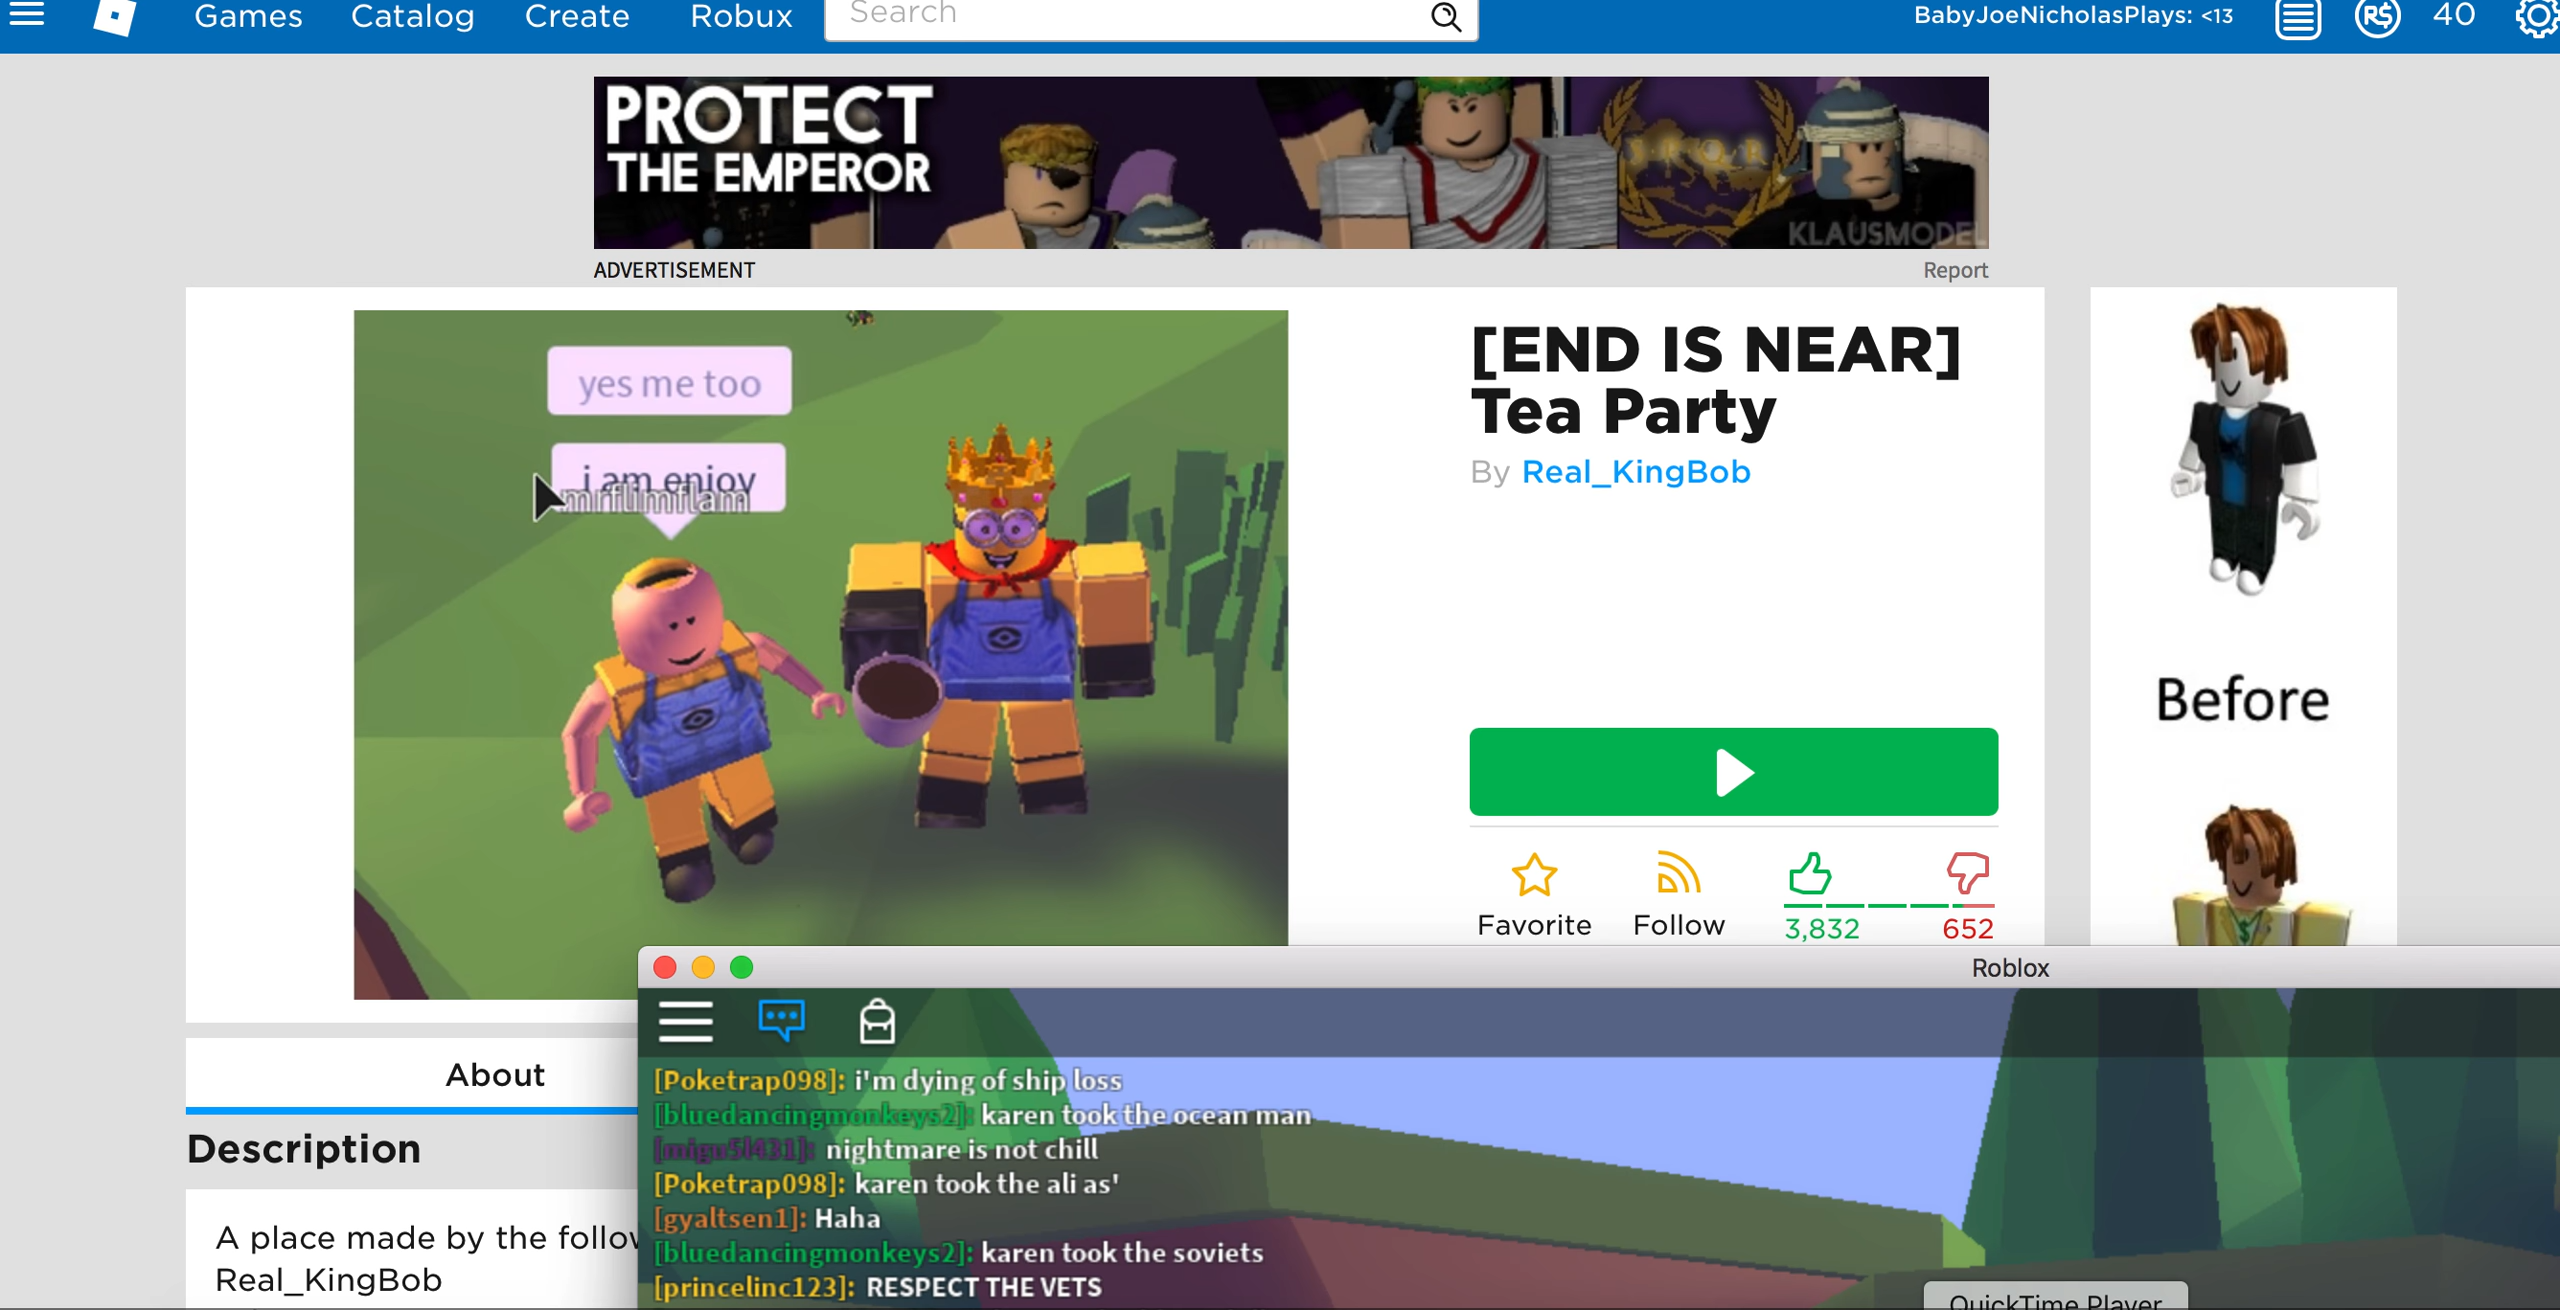 Games Catalog Create Robux Search BabyJoeNicholasPlays: <13 40
PROTECT
THE EMPEROR
S·P·Q·R
KLAUSMODEL
ADVERTISEMENT Report
yes me too
i am enjoy
mrflimflam
[END IS NEAR]
Tea Party
By Real_KingBob
Before
Favorite Follow 3,832 652
Roblox
About
[Poketrap098]: i'm dying of ship loss
[bluedancingmonkeys2]: karen took the ocean man
nightmare is not chill
[Poketrap098]: karen took the ali as'
[gyaltsen1]: Haha
[bluedancingmonkeys2]: karen took the soviets
[princelinc123]: RESPECT THE VETS
Description
A place made by the follow
Real_KingBob
QuickTime Player